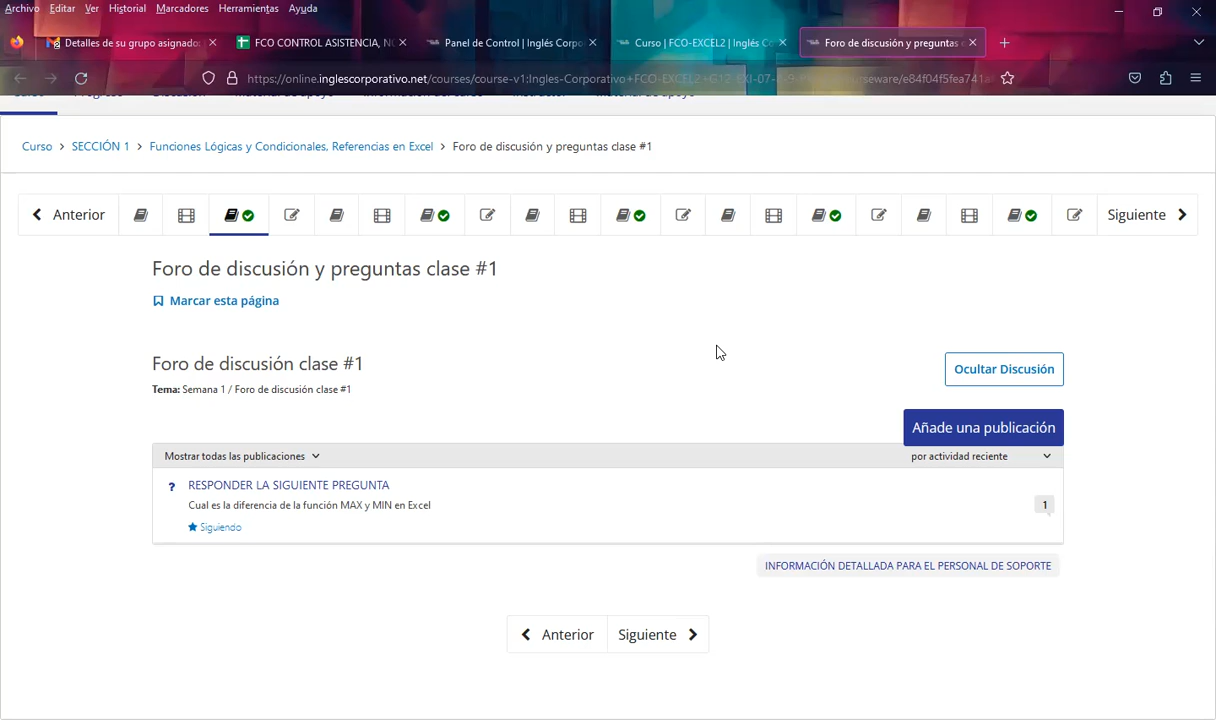 Archivo Editar Ver Historial Marcadores Herramientas Ayuda
Detalles de su grupo asignado: FCO CONTROL ASISTENCIA, NO Panel de Control | Inglés Corpo Curso | FCO-EXCEL2 | Inglés Co Foro de discusión y preguntas c
https://online.inglescorporativo.net/courses/course-v1:Ingles-Corporativo+FCO-EXCEL2+G12
Curso SECCIÓN 1 Funciones Lógicas y Condicionales, Referencias en Excel Foro de discusión y preguntas clase #1
Anterior Siguiente
Foro de discusión y preguntas clase #1
Marcar esta página
Foro de discusión clase #1
Ocultar Discusión
Tema: Semana 1 / Foro de discusión clase #1
Añade una publicación
Mostrar todas las publicaciones por actividad reciente
? RESPONDER LA SIGUIENTE PREGUNTA
Cual es la diferencia de la función MAX y MIN en Excel
1
Siguiendo
INFORMACIÓN DETALLADA PARA EL PERSONAL DE SOPORTE
Anterior Siguiente